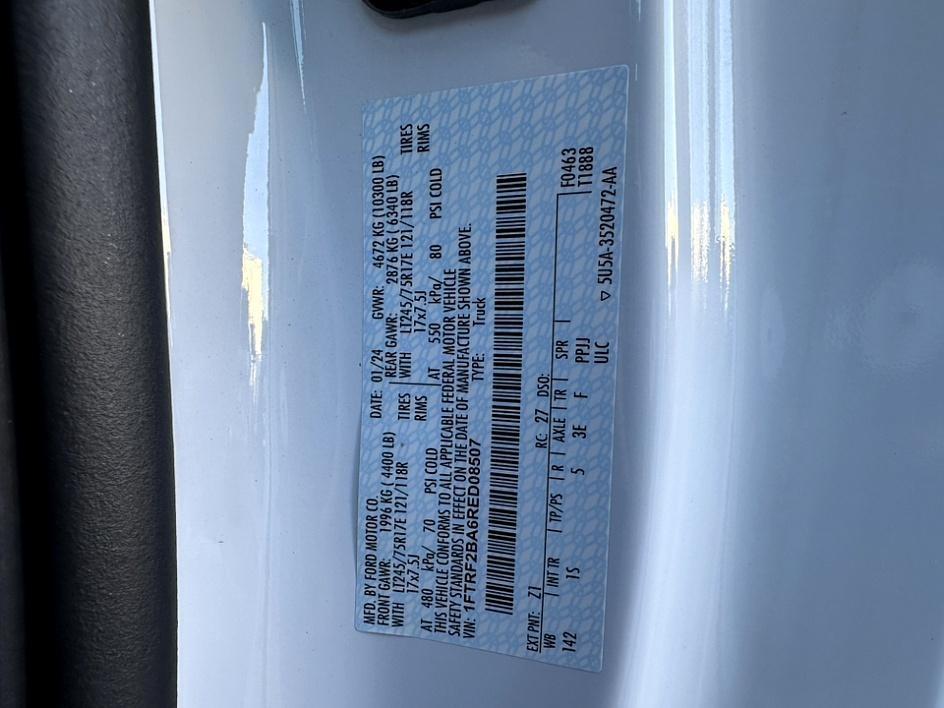 MFD. BY FORD MOTOR CO.
DATE: 01/24 GVWR: 4672 KG (10300 LB)
FRONT GAWR: 1996 KG ( 4400 LB) REAR GAWR: 2876 KG ( 6340 LB)
WITH LT245/75R17E 121/118R TIRES WITH LT245/75R17E 121/118R TIRES
17x7.5J RIMS 17x7.5J RIMS
AT 480 kPa/ 70 PSI COLD AT 550 kPa/ 80 PSI COLD
THIS VEHICLE CONFORMS TO ALL APPLICABLE FEDERAL MOTOR VEHICLE
SAFETY STANDARDS IN EFFECT ON THE DATE OF MANUFACTURE SHOWN ABOVE.
VIN: 1FTRF2BA6RED08507 TYPE: Truck
EXT PNT: Z1 RC: 27 DSO: F0463
WB INT TR TP/PS R AXLE TR SPR T1888
142 1S 5 3E F PPJJ
ULC ▽ 5U5A-3520472-AA